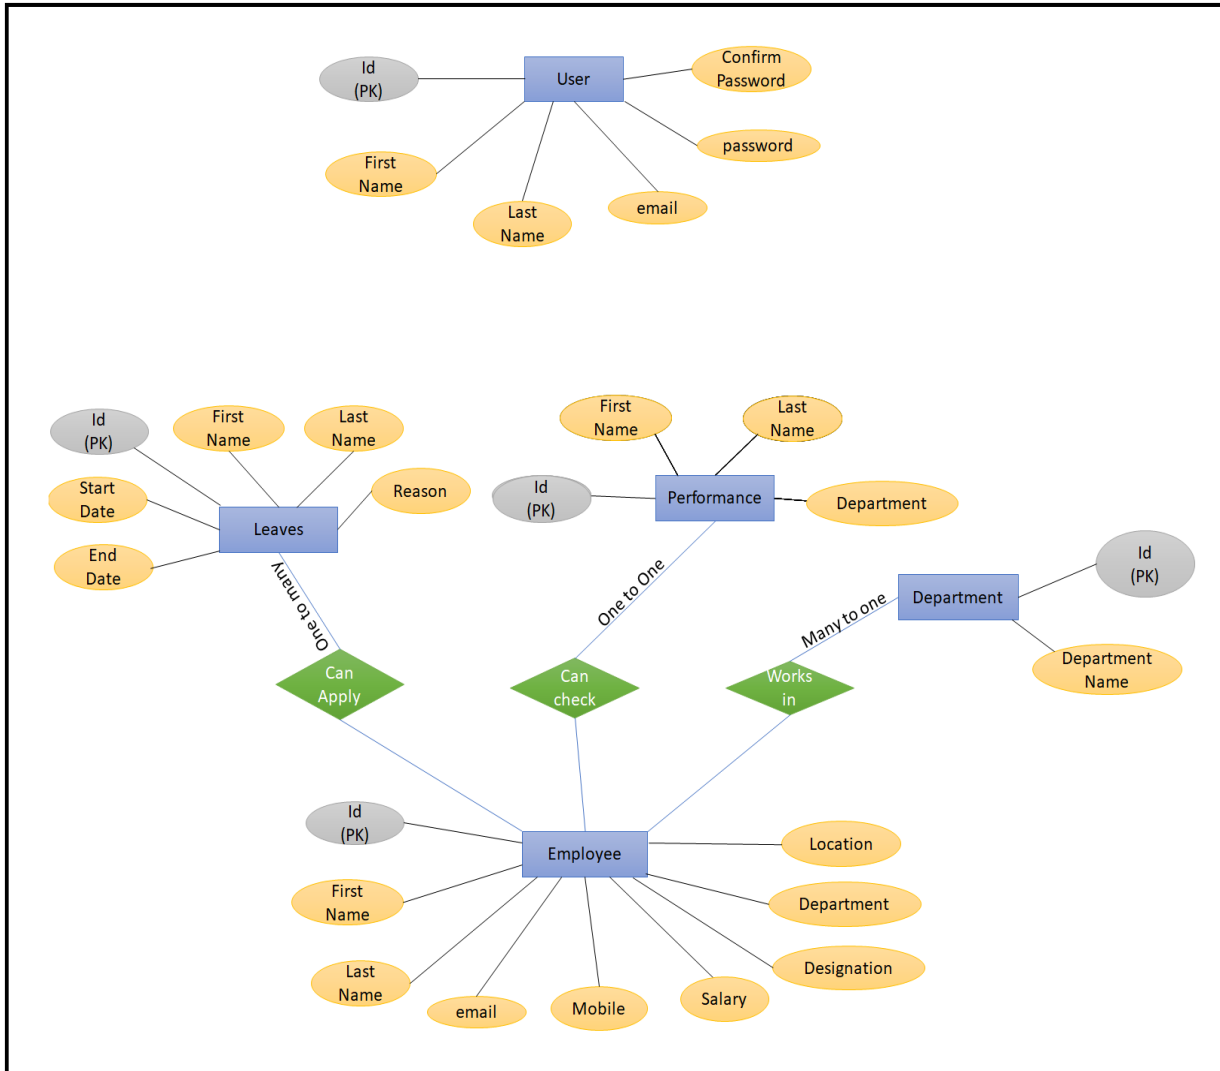 Id
(PK)
User
Confirm
Password
password
First
Name
Last
Name
email
Id
(PK)
First
Name
Last
Name
Reason
Start
Date
End
Date
Leaves
First
Name
Last
Name
Id
(PK)
Performance
Department
Department
Id
(PK)
Department
Name
One to many
One to One
Many to one
Can
Apply
Can
check
Works
in
Id
(PK)
Employee
Location
First
Name
Department
Last
Name
Designation
email
Mobile
Salary